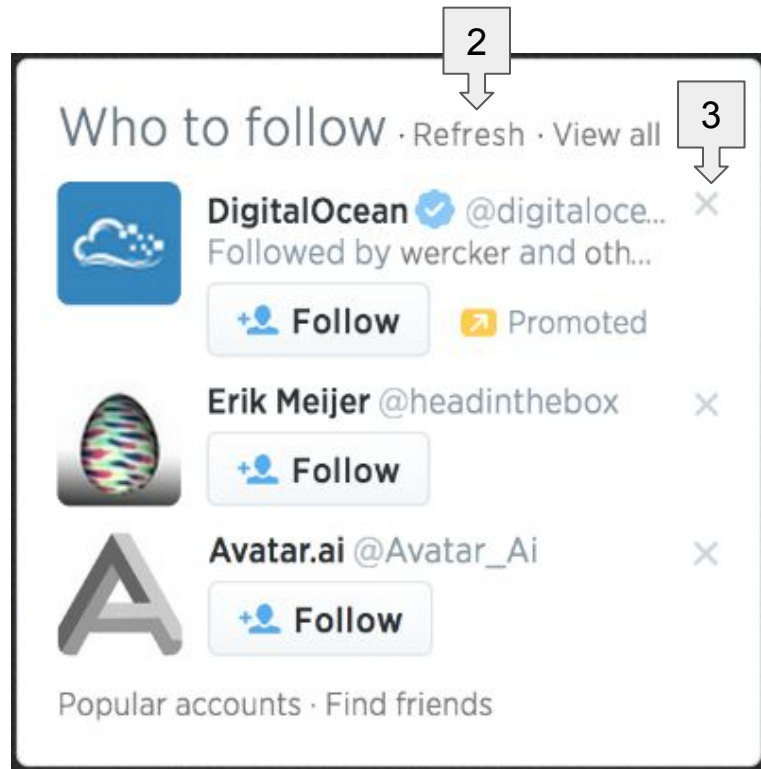 2
3
Who to follow · Refresh · View all
DigitalOcean @digitaloce... ×
Followed by wercker and oth...
Follow Promoted
Erik Meijer @headinthebox ×
Follow
Avatar.ai @Avatar_Ai ×
Follow
Popular accounts · Find friends